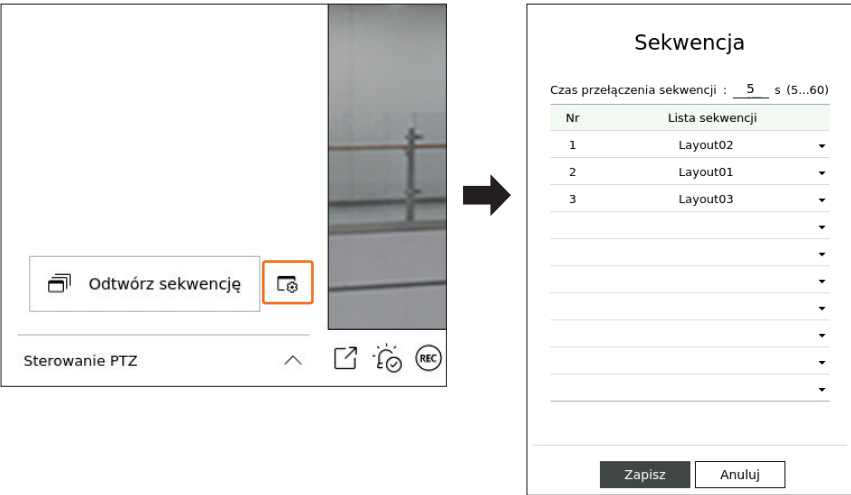 Odtwórz sekwencję
Sterowanie PTZ
REC
Sekwencja
Czas przełączenia sekwencji : 5 s (5...60)
Nr Lista sekwencji
1 Layout02
2 Layout01
3 Layout03
Zapisz Anuluj